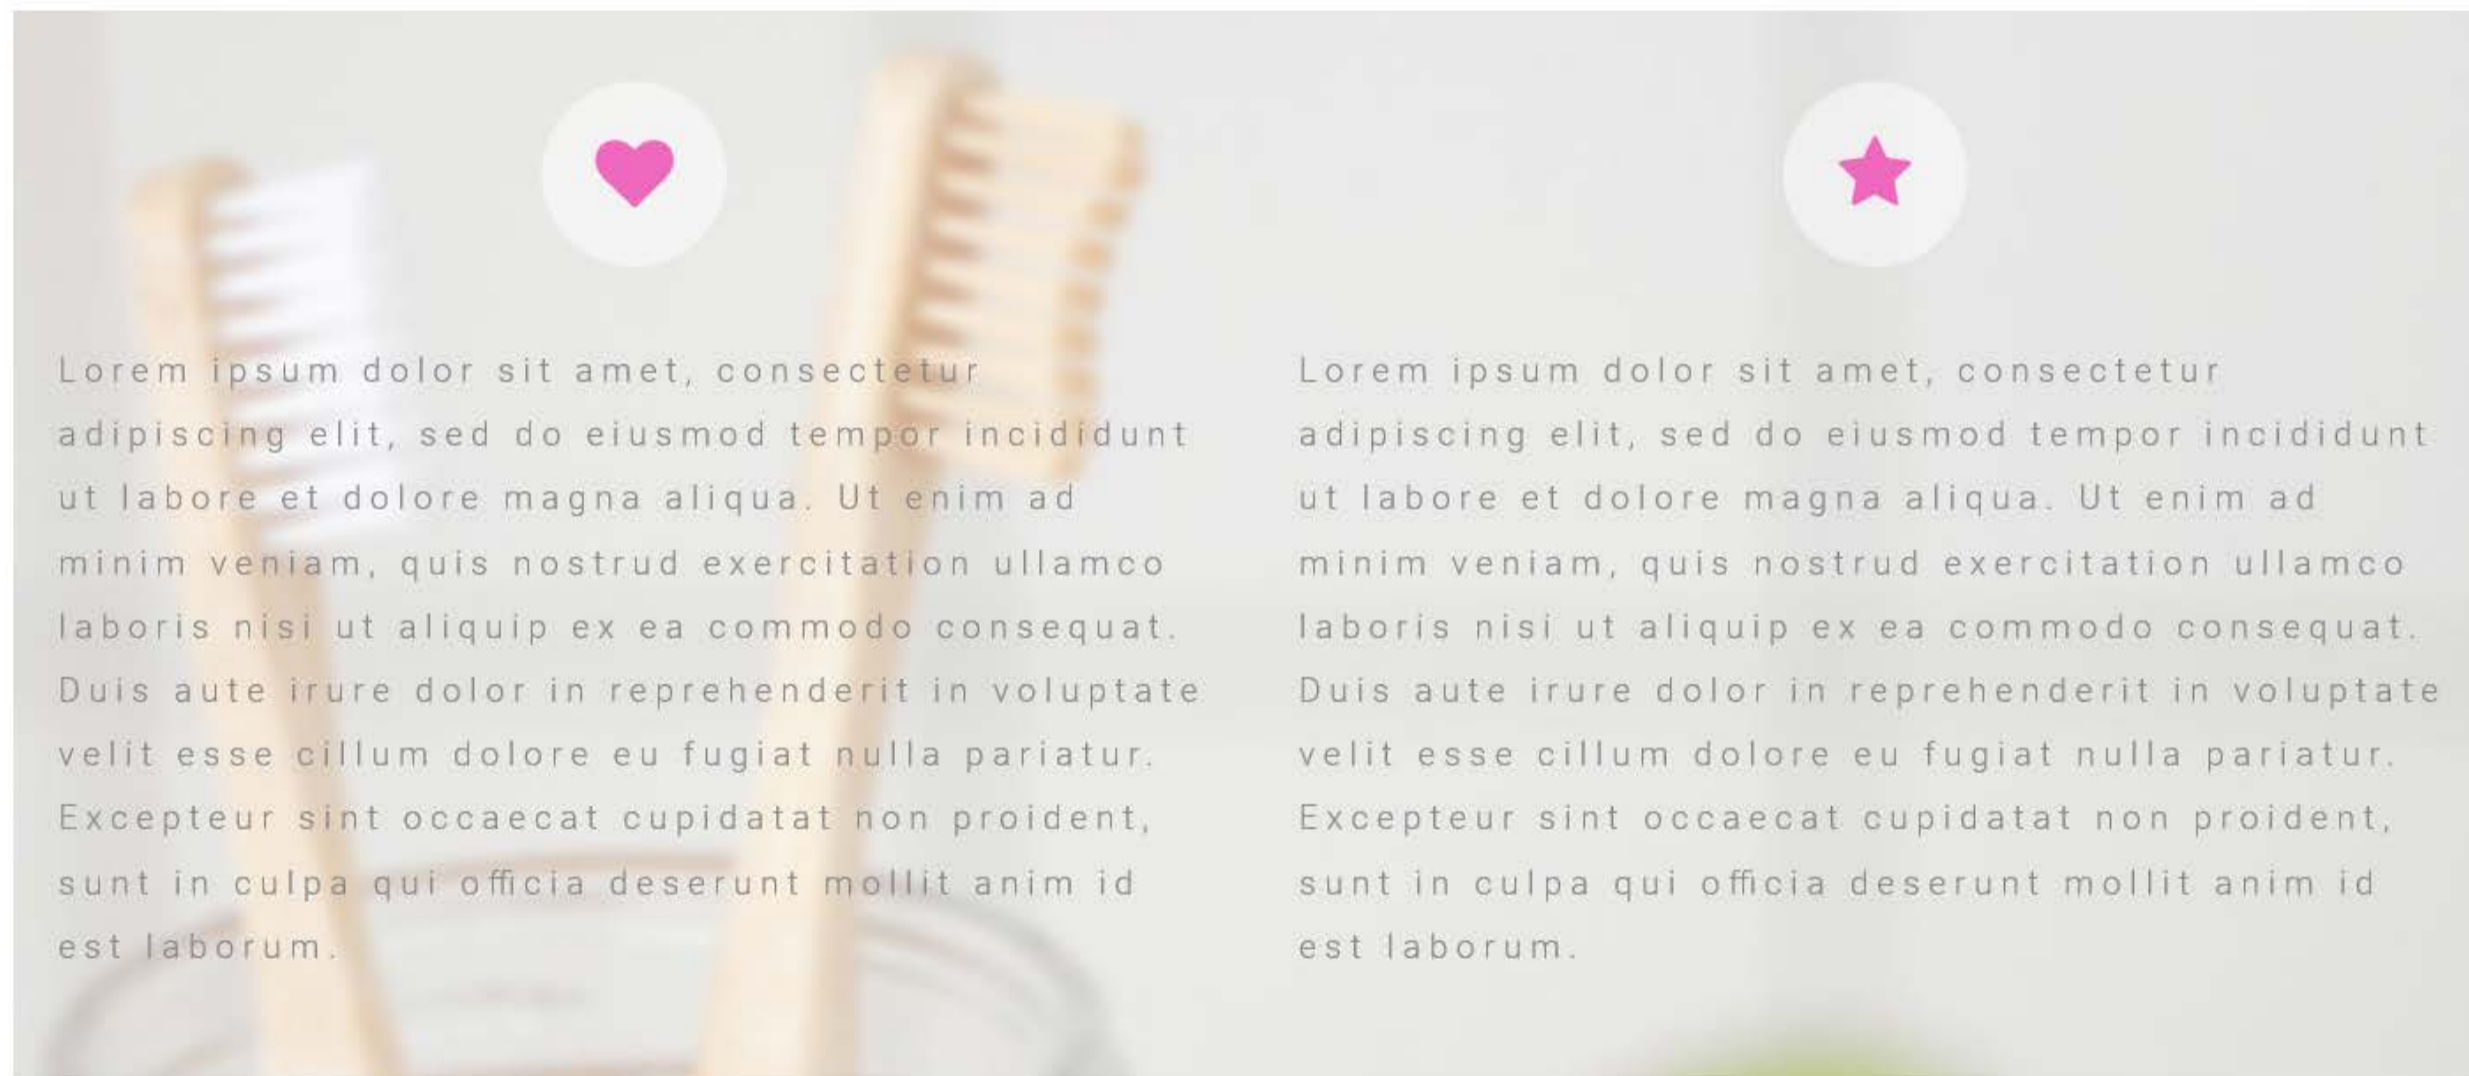 Lorem ipsum dolor sit amet, consectetur
adipiscing elit, sed do eiusmod tempor incididunt
ut labore et dolore magna aliqua. Ut enim ad
minim veniam, quis nostrud exercitation ullamco
laboris nisi ut aliquip ex ea commodo consequat.
Duis aute irure dolor in reprehenderit in voluptate
velit esse cillum dolore eu fugiat nulla pariatur.
Excepteur sint occaecat cupidatat non proident,
sunt in culpa qui officia deserunt mollit anim id
est laborum.
Lorem ipsum dolor sit amet, consectetur
adipiscing elit, sed do eiusmod tempor incididunt
ut labore et dolore magna aliqua. Ut enim ad
minim veniam, quis nostrud exercitation ullamco
laboris nisi ut aliquip ex ea commodo consequat.
Duis aute irure dolor in reprehenderit in voluptate
velit esse cillum dolore eu fugiat nulla pariatur.
Excepteur sint occaecat cupidatat non proident,
sunt in culpa qui officia deserunt mollit anim id
est laborum.